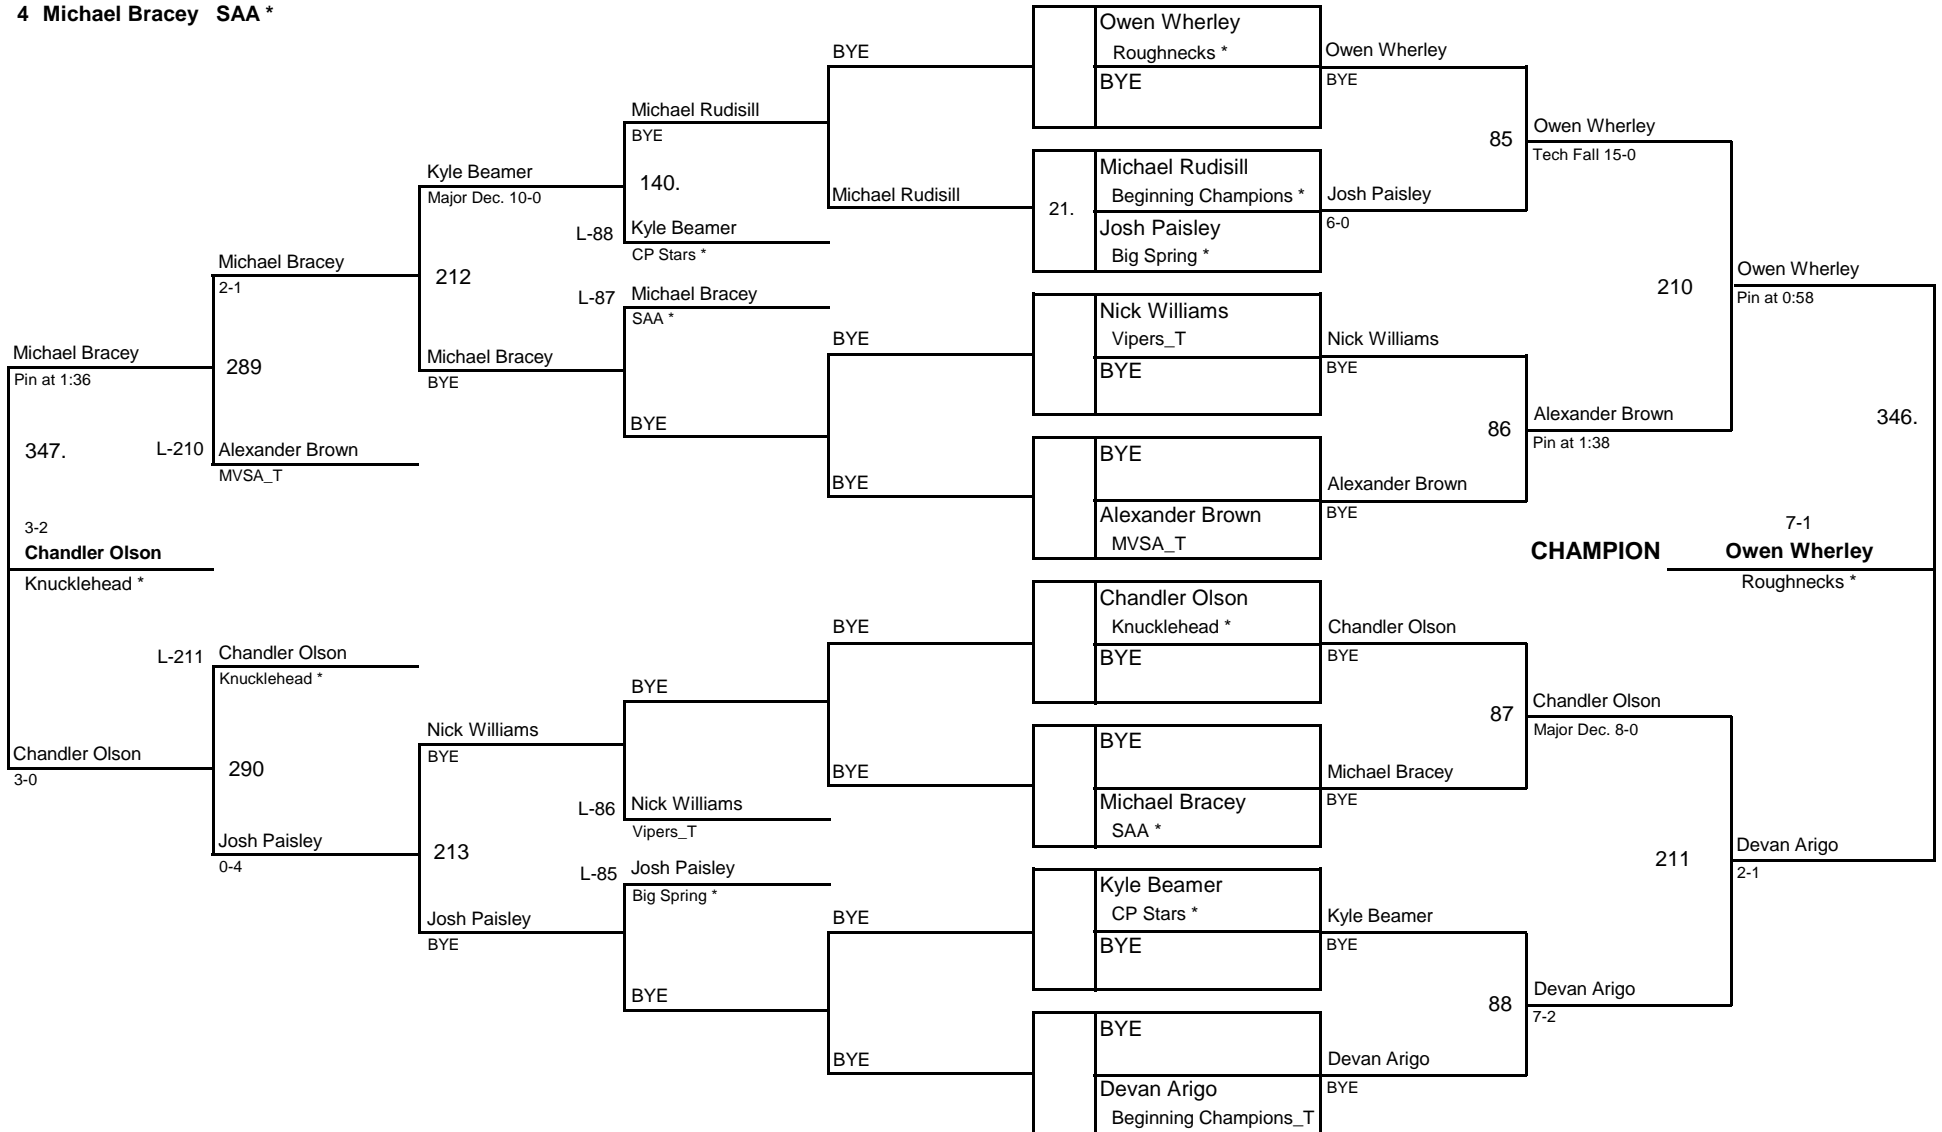 4 Michael Bracey SAA *
Owen Wherley
Roughnecks *
BYE
Michael Rudisill
Beginning Champions *
21.
Josh Paisley
Big Spring *
Nick Williams
Vipers_T
BYE
BYE
Alexander Brown
MVSA_T
Chandler Olson
Knucklehead *
BYE
BYE
Michael Bracey
SAA *
Kyle Beamer
CP Stars *
BYE
BYE
Devan Arigo
Beginning Champions_T
Owen Wherley
BYE
85
Josh Paisley
6-0
Nick Williams
BYE
86
Alexander Brown
BYE
Chandler Olson
BYE
87
Michael Bracey
BYE
Kyle Beamer
BYE
88
Devan Arigo
BYE
Owen Wherley
Tech Fall 15-0
210
Alexander Brown
Pin at 1:38
Chandler Olson
Major Dec. 8-0
211
Devan Arigo
7-2
Owen Wherley
Pin at 0:58
346.
7-1
CHAMPION Owen Wherley
Roughnecks *
Devan Arigo
2-1
BYE
Michael Rudisill
BYE
BYE
BYE
BYE
BYE
BYE
Michael Rudisill
BYE
140.
L-88 Kyle Beamer
CP Stars *
L-87 Michael Bracey
SAA *
BYE
BYE
L-86 Nick Williams
Vipers_T
L-85 Josh Paisley
Big Spring *
BYE
Kyle Beamer
Major Dec. 10-0
212
Michael Bracey
BYE
Nick Williams
BYE
213
Josh Paisley
BYE
Michael Bracey
2-1
289
L-210 Alexander Brown
MVSA_T
L-211 Chandler Olson
Knucklehead *
290
Josh Paisley
0-4
Michael Bracey
Pin at 1:36
347.
3-2
Chandler Olson
Knucklehead *
Chandler Olson
3-0